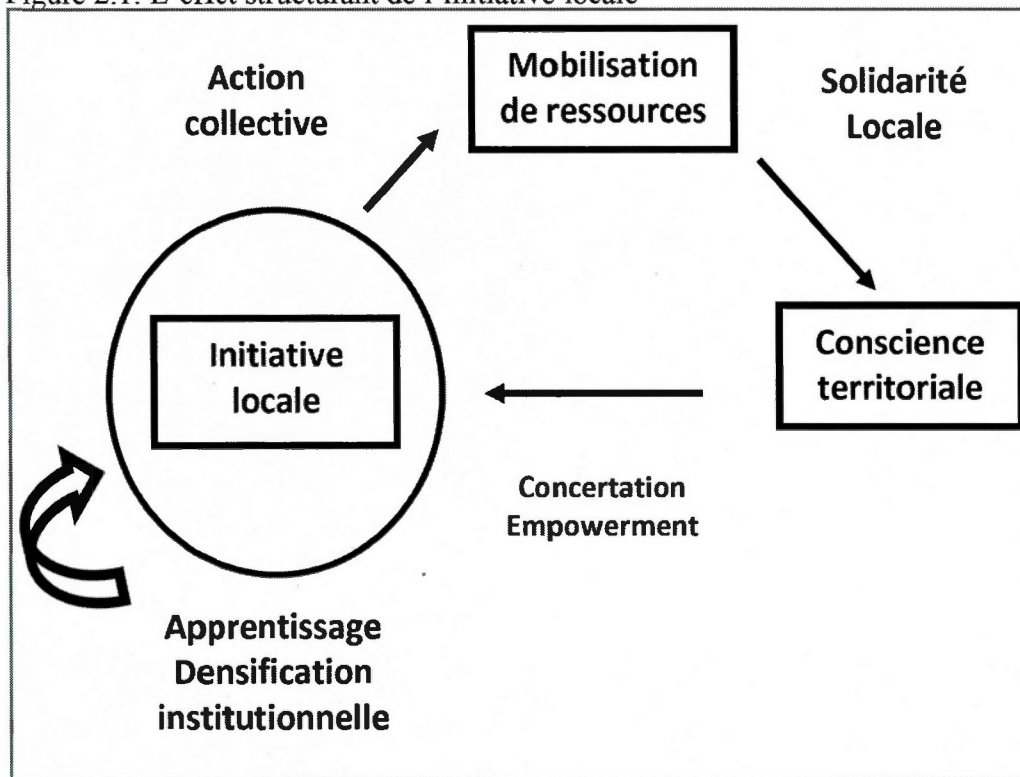 Figure 2.1: L'effet structurant de l'initiative locale
Action
collective
Mobilisation
de ressources
Solidarité
Locale
Initiative
locale
Conscience
territoriale
Concertation
Empowerment
Apprentissage
Densification
institutionnelle